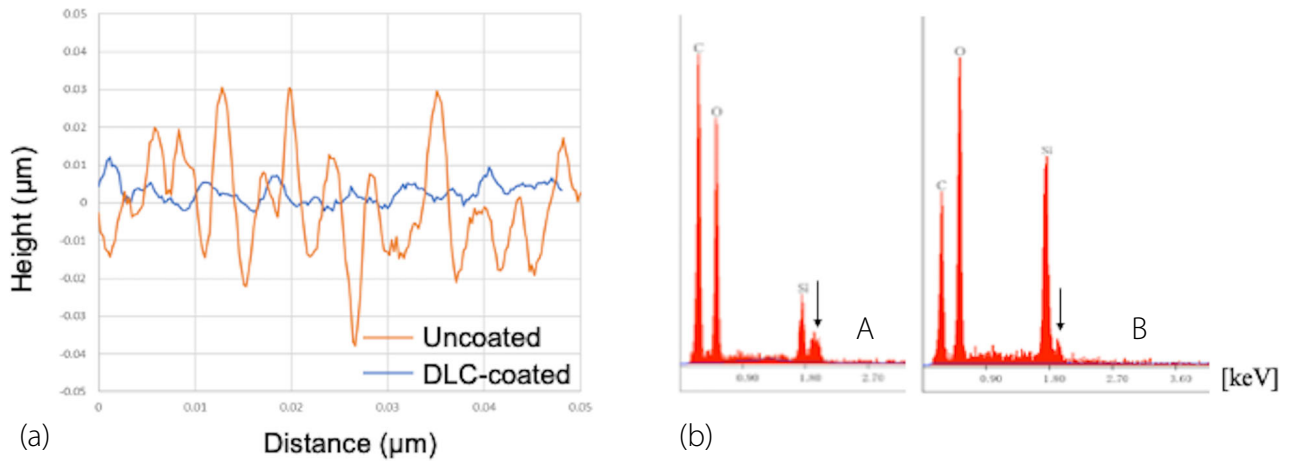 0.05
0.04
0.03
0.02
0.01
0
-0.01
-0.02
-0.03
-0.04
-0.05
Height (µm)
Uncoated
DLC-coated
0 0.01 0.02 0.03 0.04 0.05
Distance (µm)
(a)
C
O
Si
A
0.90 1.80 2.70
C
O
Si
B
0.90 1.80 2.70 3.60
[keV]
(b)